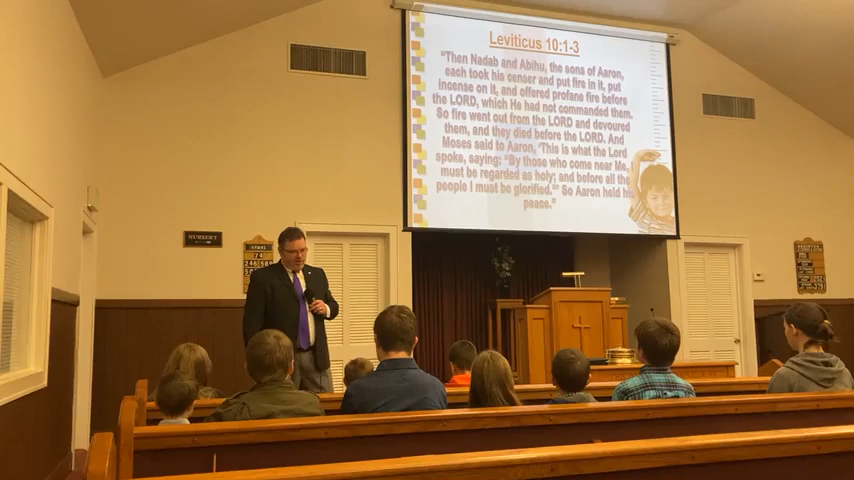 Leviticus 10:1-3
"Then Nadab and Abihu, the sons of Aaron,
each took his censer and put fire in it, put
incense on it, and offered profane fire before
the LORD, which He had not commanded them.
So fire went out from the LORD and devoured
them, and they died before the LORD. And
Moses said to Aaron, 'This is what the Lord
spoke, saying: "By those who come near Me,
must be regarded as holy; and before all the
people I must be glorified."' So Aaron held his
peace."
NURSERY
HYMNS
74